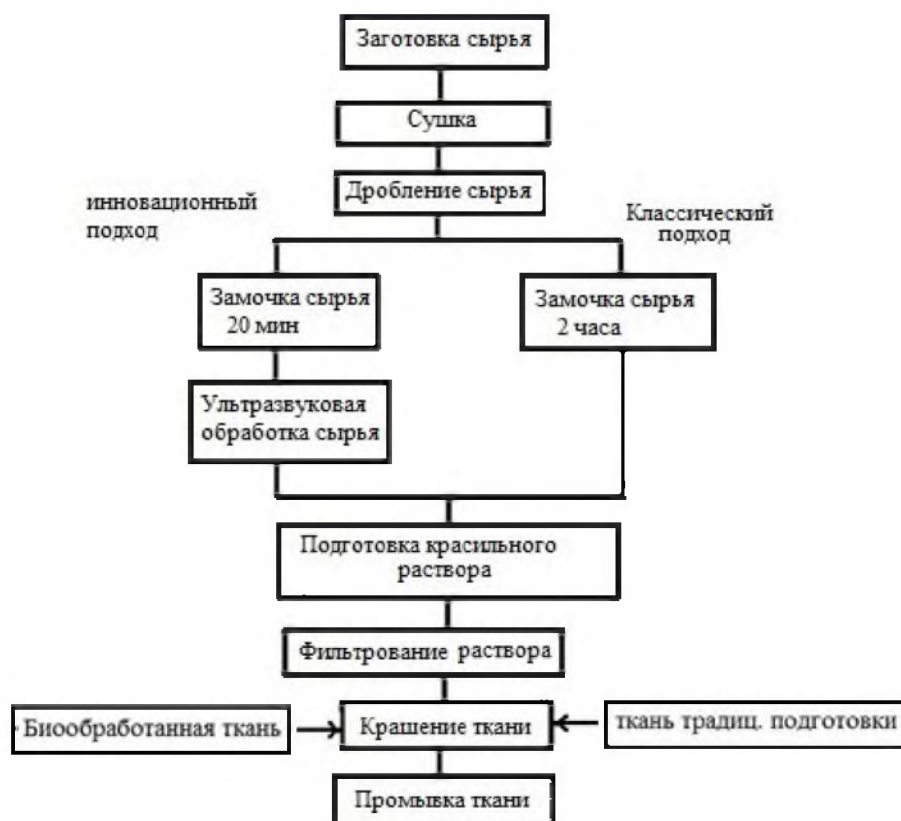 Заготовка сырья
Сушка
Дробление сырья
инновационный
подход
Классический
подход
Замочка сырья
20 мин
Замочка сырья
2 часа
Ультразвуковая
обработка сырья
Подготовка красильного
раствора
Фильтрование раствора
Биообработанная ткань
Крашение ткани
ткань традиц. подготовки
Промывка ткани